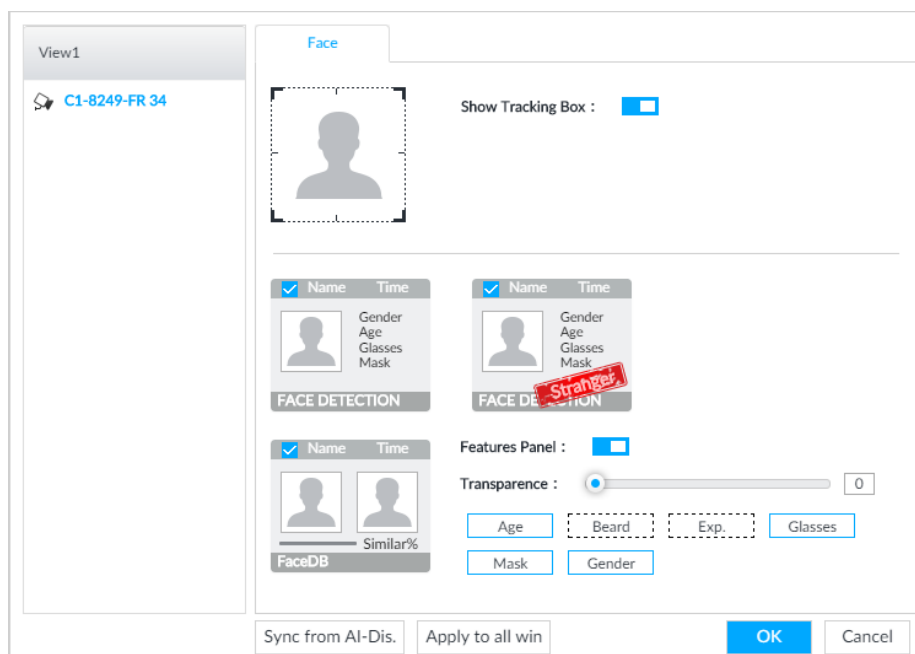 View1
C1-8249-FR 34
Face
Show Tracking Box :
Name Time
Gender
Age
Glasses
Mask
FACE DETECTION
Name Time
Gender
Age
Glasses
Mask
Stranger
FACE DETECTION
Name Time
Similar%
FaceDB
Features Panel :
Transparence : 0
Age Beard Exp. Glasses
Mask Gender
Sync from AI-Dis. Apply to all win OK Cancel